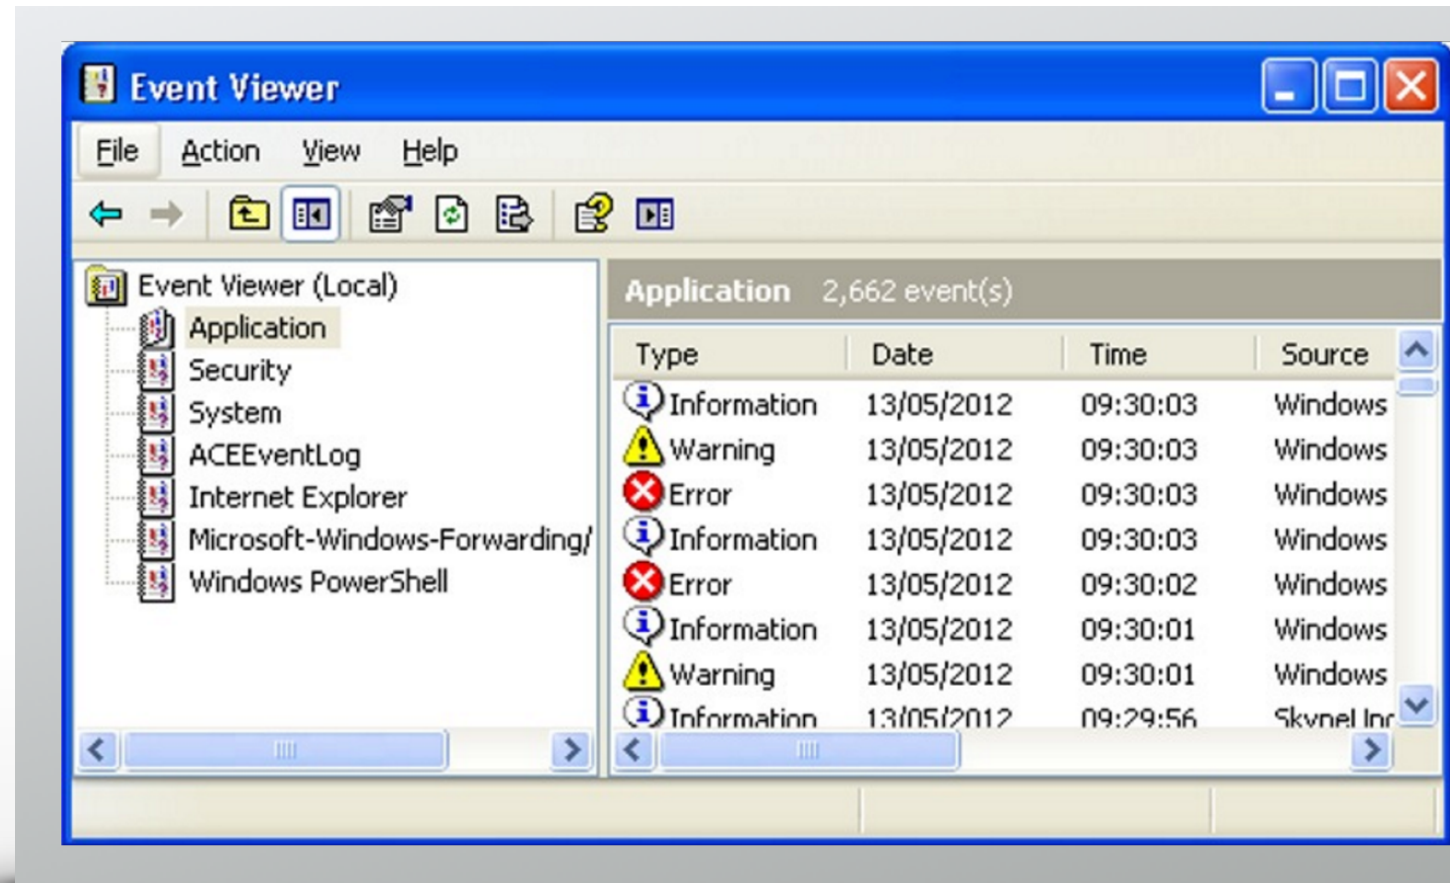 Event Viewer
File Action View Help
Event Viewer (Local)
Application
Security
System
ACEEventLog
Internet Explorer
Microsoft-Windows-Forwarding/
Windows PowerShell
Application 2,662 event(s)
Type Date Time Source
Information 13/05/2012 09:30:03 Windows
Warning 13/05/2012 09:30:03 Windows
Error 13/05/2012 09:30:03 Windows
Information 13/05/2012 09:30:03 Windows
Error 13/05/2012 09:30:02 Windows
Information 13/05/2012 09:30:01 Windows
Warning 13/05/2012 09:30:01 Windows
Information 13/05/2012 09:29:56